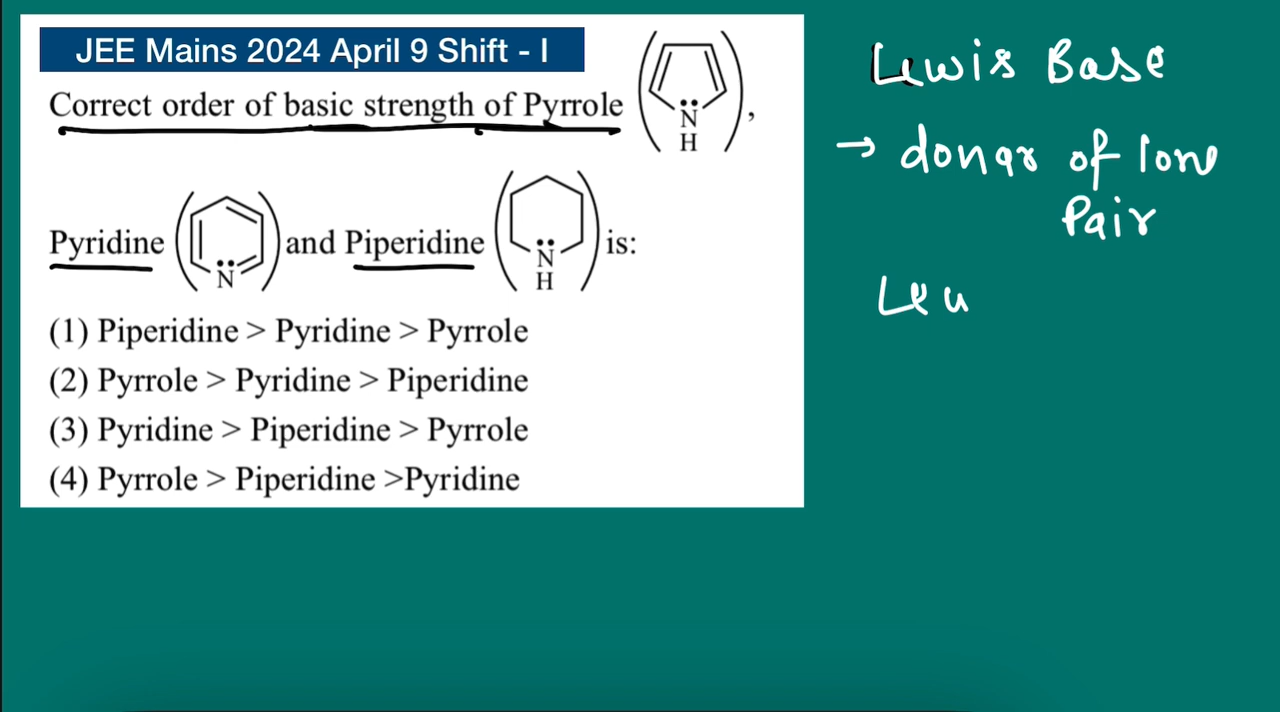 JEE Mains 2024 April 9 Shift - I
Correct order of basic strength of Pyrrole ( N H ),
Pyridine ( N ) and Piperidine ( N H ) is:
(1) Piperidine > Pyridine > Pyrrole
(2) Pyrrole > Pyridine > Piperidine
(3) Pyridine > Piperidine > Pyrrole
(4) Pyrrole > Piperidine >Pyridine
Lewis Base
→ donar of lone
Pair
Leu